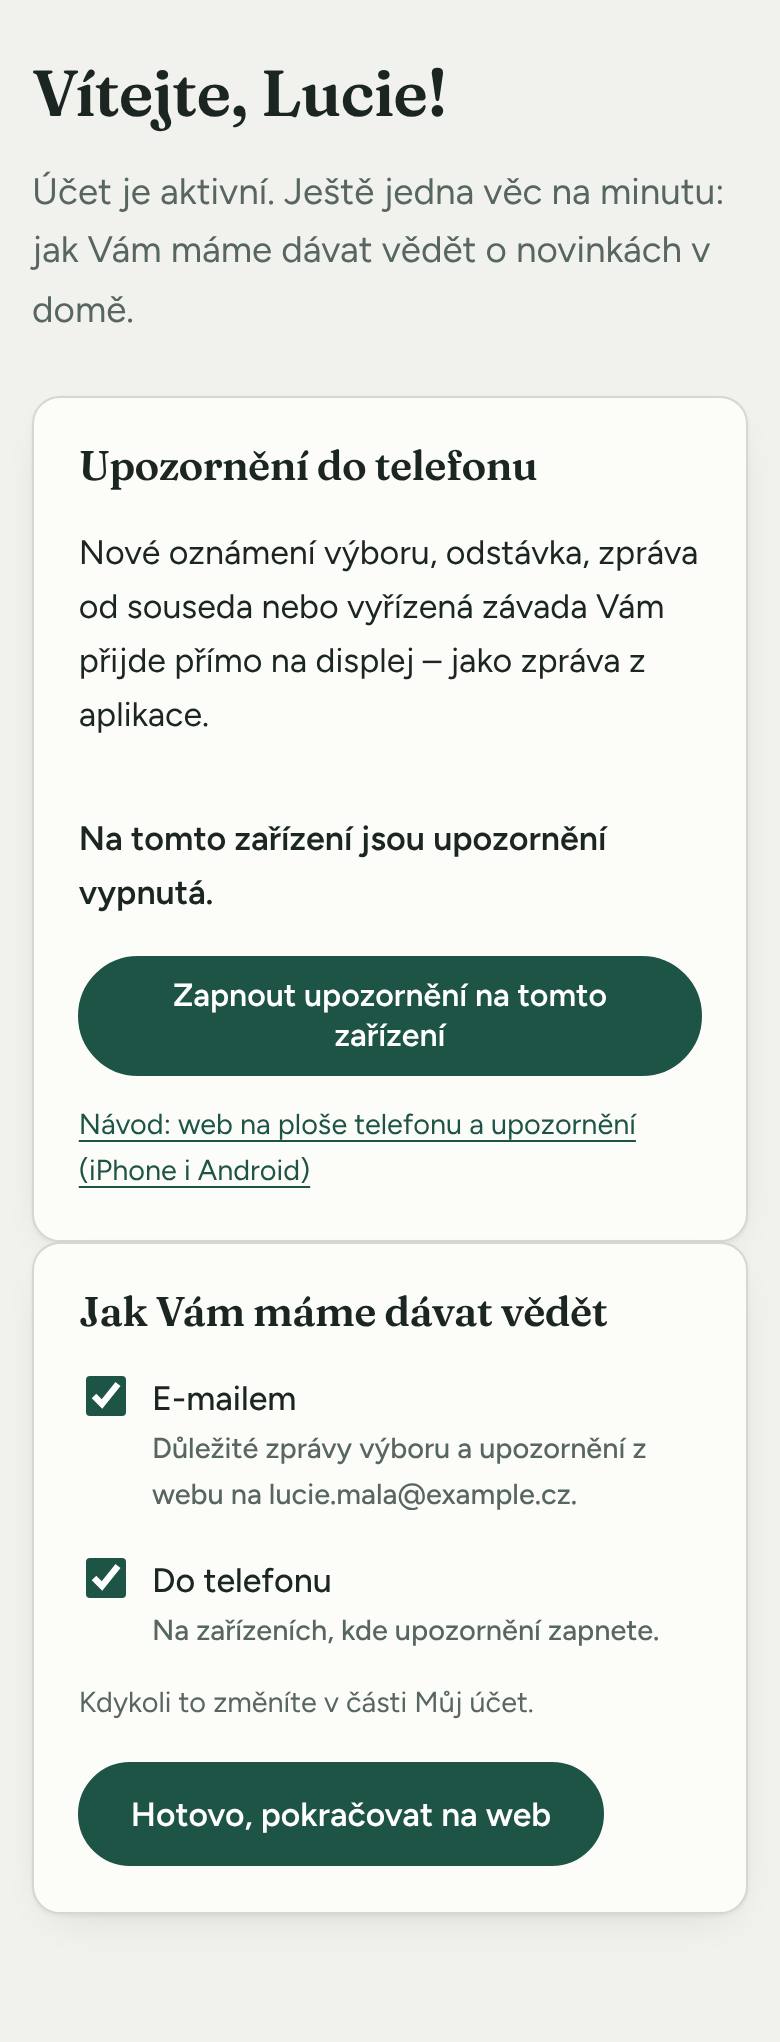 Vítejte, Lucie!
Účet je aktivní. Ještě jedna věc na minutu:
jak Vám máme dávat vědět o novinkách v
domě.
Upozornění do telefonu
Nové oznámení výboru, odstávka, zpráva
od souseda nebo vyřízená závada Vám
přijde přímo na displej – jako zpráva z
aplikace.
Na tomto zařízení jsou upozornění
vypnutá.
Zapnout upozornění na tomto
zařízení
Návod: web na ploše telefonu a upozornění
(iPhone i Android)
Jak Vám máme dávat vědět
E-mailem
Důležité zprávy výboru a upozornění z
webu na lucie.mala@example.cz.
Do telefonu
Na zařízeních, kde upozornění zapnete.
Kdykoli to změníte v části Můj účet.
Hotovo, pokračovat na web